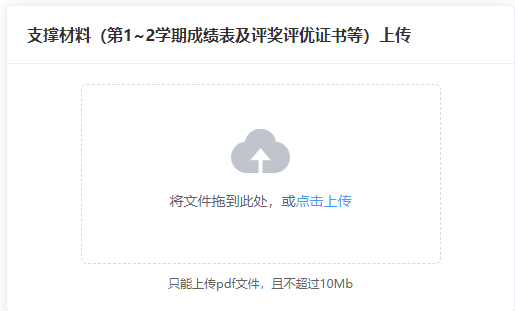 支撑材料（第1~2学期成绩表及评奖评优证书等）上传
将文件拖到此处，或点击上传
只能上传pdf文件，且不超过10Mb